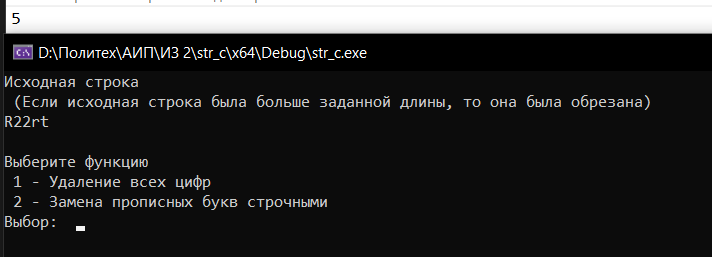 5
D:\Политех\АИП\ИЗ 2\str_c\x64\Debug\str_c.exe
Исходная строка
(Если исходная строка была больше заданной длины, то она была обрезана)
R22rt
Выберите функцию
1 - Удаление всех цифр
2 - Замена прописных букв строчными
Выбор: